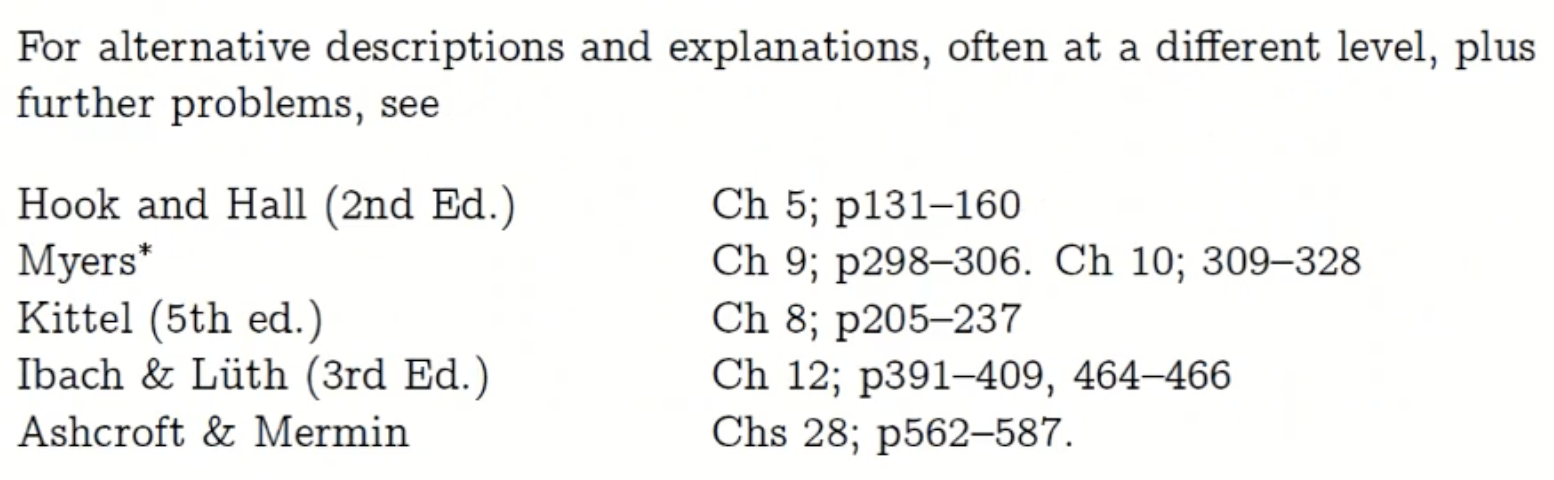 For alternative descriptions and explanations, often at a different level, plus
further problems, see
Hook and Hall (2nd Ed.) Ch 5; p131–160
Myers* Ch 9; p298–306. Ch 10; 309–328
Kittel (5th ed.) Ch 8; p205–237
Ibach & Lüth (3rd Ed.) Ch 12; p391–409, 464–466
Ashcroft & Mermin Chs 28; p562–587.